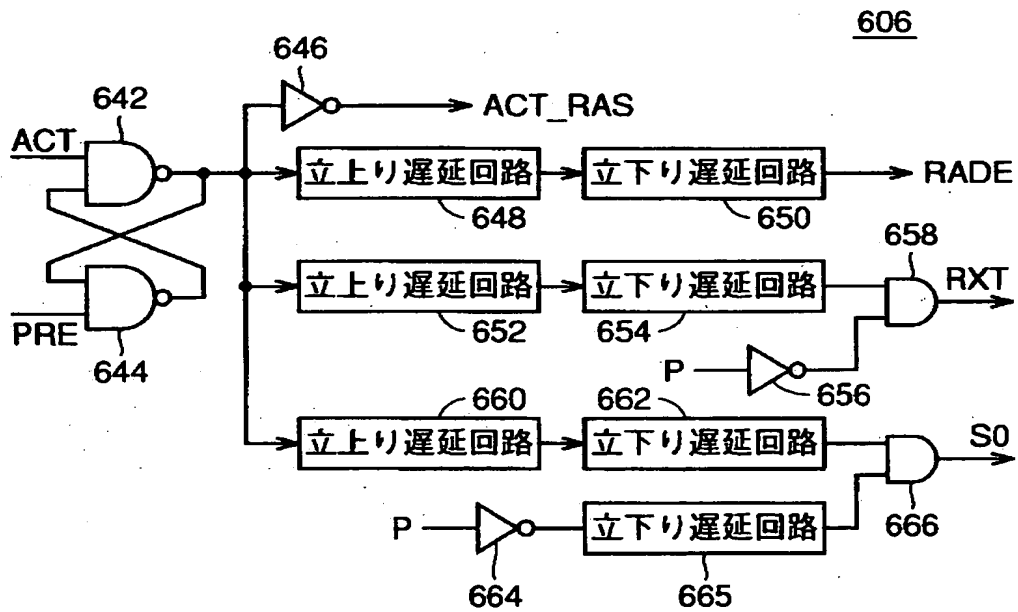 606
646
642
ACT
ACT_RAS
立上り遅延回路
立下り遅延回路
RADE
648
650
658
立上り遅延回路
立下り遅延回路
RXT
PRE
652
654
644
P
656
660
662
立上り遅延回路
立下り遅延回路
S0
666
P
立下り遅延回路
664
665